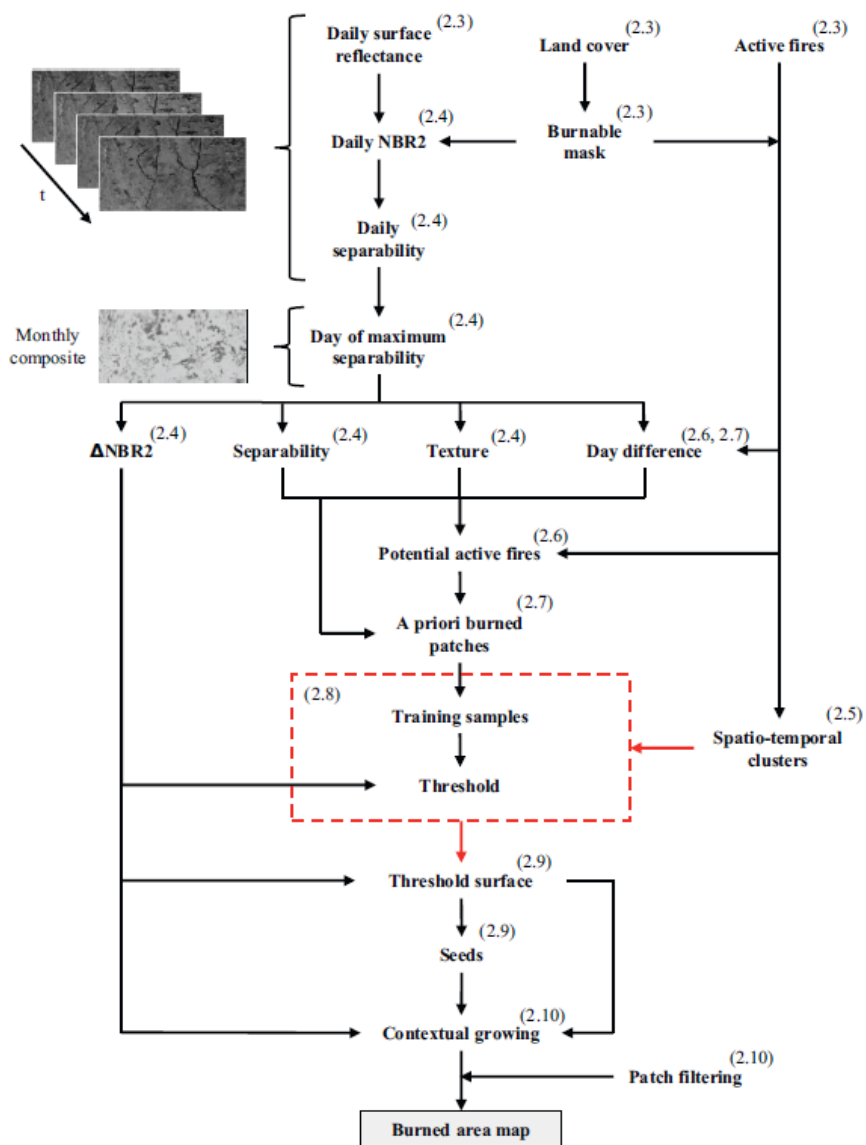 Daily surface (2.3)
reflectance
Land cover (2.3)
Active fires (2.3)
Daily NBR2 (2.4)
Burnable (2.3)
mask
t
Daily (2.4)
separability
Monthly
composite
Day of maximum (2.4)
separability
ΔNBR2 (2.4)
Separability (2.4)
Texture (2.4)
Day difference (2.6, 2.7)
Potential active fires (2.6)
A priori burned (2.7)
patches
(2.8)
Training samples
Threshold
Spatio-temporal (2.5)
clusters
Threshold surface (2.9)
Seeds (2.9)
Contextual growing (2.10)
Patch filtering (2.10)
Burned area map